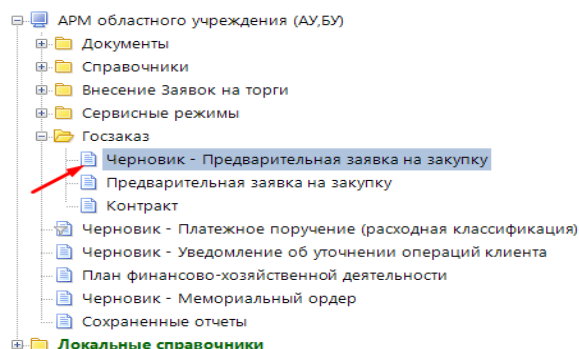 АРМ областного учреждения (АУ,БУ)
Документы
Справочники
Внесение Заявок на торги
Сервисные режимы
Госзаказ
Черновик - Предварительная заявка на закупку
Предварительная заявка на закупку
Контракт
Черновик - Платежное поручение (расходная классификация)
Черновик - Уведомление об уточнении операций клиента
План финансово-хозяйственной деятельности
Черновик - Мемориальный ордер
Сохраненные отчеты
Локальные справочники